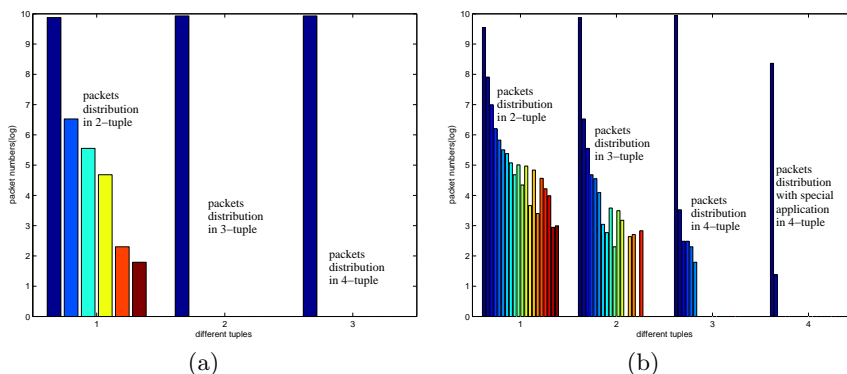 10
9
8
7
6
5
4
3
2
1
0
packet numbers(log)
packets
distribution
in 2−tuple
packets
distribution
in 3−tuple
packets
distribution
in 4−tuple
1
2
3
different tuples
(a)
10
9
8
7
6
5
4
3
2
1
0
packet numbers(log)
packets
distribution
in 2−tuple
packets
distribution
in 3−tuple
packets
distribution
in 4−tuple
packets
distribution
with special
application
in 4−tuple
1
2
3
4
different tuples
(b)